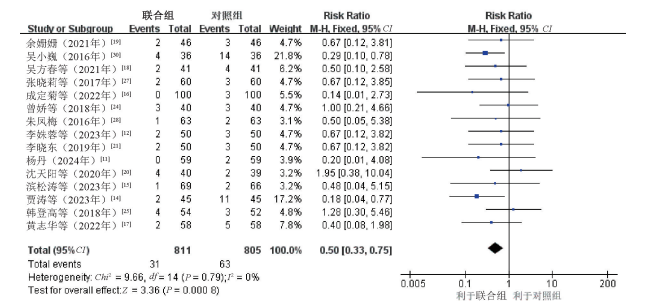 联合组 对照组 Risk Ratio Risk Ratio
Study or Subgroup Events Total Events Total Weight M-H, Fixed, 95% CI M-H, Fixed, 95% CI
余姗姗（2021年）[19] 2 46 3 46 4.7% 0.67 [0.12, 3.81]
吴小巍（2016年）[30] 4 36 14 36 21.8% 0.29 [0.10, 0.78]
吴方春等（2021年）[18] 2 41 4 41 6.2% 0.50 [0.10, 2.58]
张晓莉等（2017年）[27] 2 60 3 60 4.7% 0.67 [0.12, 3.85]
成定菊等（2022年）[16] 0 100 3 100 5.4% 0.14 [0.01, 2.73]
曾娇等（2018年）[24] 3 40 3 40 4.7% 1.00 [0.21, 4.66]
朱凤梅（2016年）[28] 1 63 2 63 3.1% 0.50 [0.05, 5.38]
李姝蓉等（2023年）[12] 2 50 3 50 4.7% 0.67 [0.12, 3.82]
李晓东（2019年）[21] 2 50 3 50 4.7% 0.67 [0.12, 3.82]
杨丹（2024年）[11] 0 59 2 59 3.9% 0.20 [0.01, 4.08]
沈天阳等（2020年）[20] 4 40 2 39 3.2% 1.95 [0.38, 10.04]
滨松涛等（2023年）[15] 1 69 2 66 3.2% 0.48 [0.04, 5.15]
贾涛等（2023年）[14] 2 45 11 45 17.2% 0.18 [0.04, 0.77]
韩登高等（2018年）[25] 4 54 3 52 4.8% 1.28 [0.30, 5.46]
黄志华等（2022年）[17] 2 58 5 58 7.8% 0.40 [0.08, 1.98]
Total (95%CI) 811 805 100.0% 0.50 [0.33, 0.75]
Total events 31 63
Heterogeneity: Chi² = 9.66, df = 14 (P = 0.79); I² = 0%
Test for overall effect: Z = 3.36 (P = 0.000 8)
0.005 0.1 1 10 200
利于联合组 利于对照组